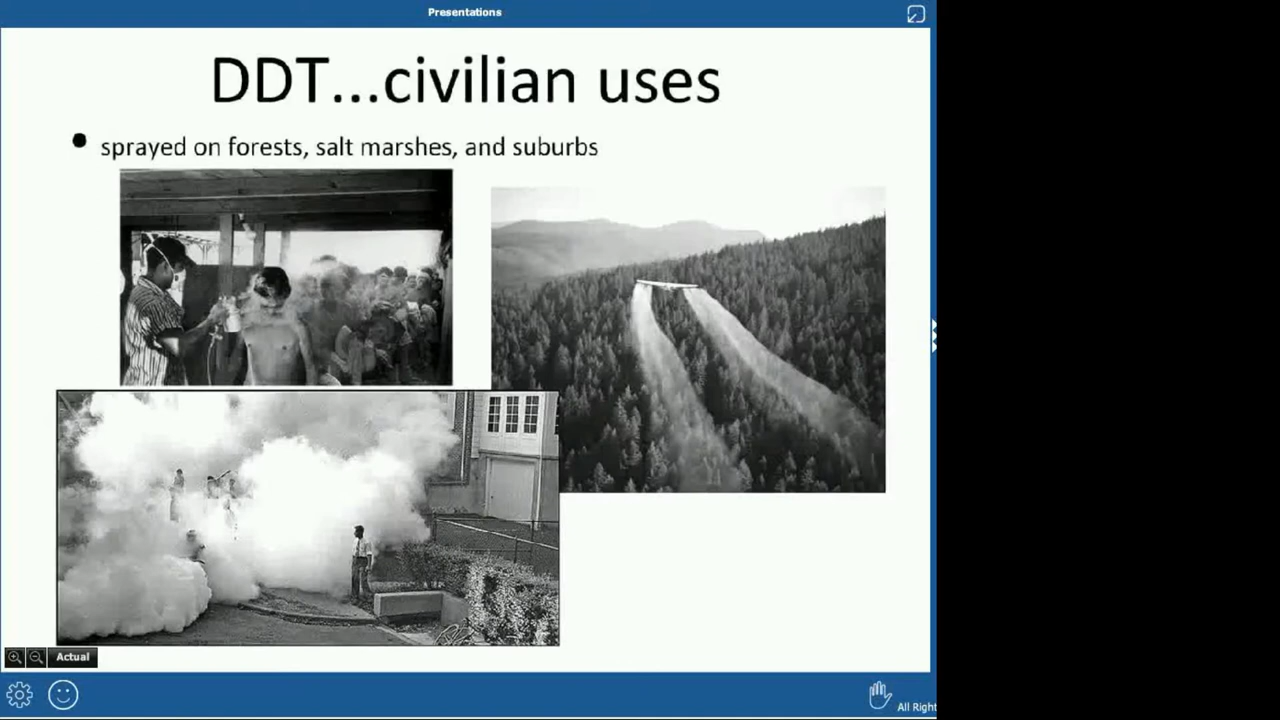 Presentations
DDT...civilian uses
• sprayed on forests, salt marshes, and suburbs
Actual
All Right